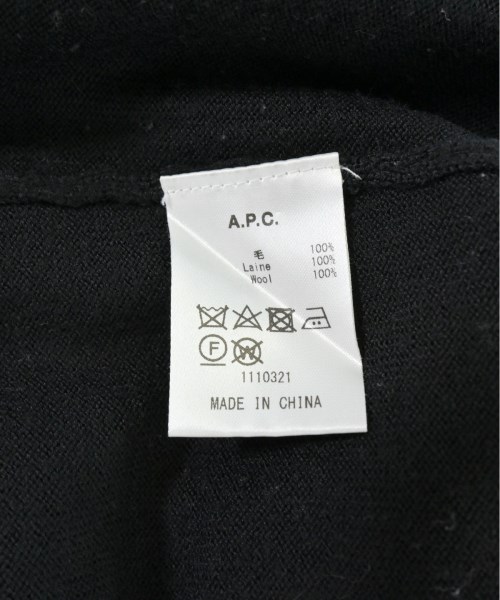 A.P.C.
毛 100%
Laine 100%
Wool 100%
F W
1110321
MADE IN CHINA